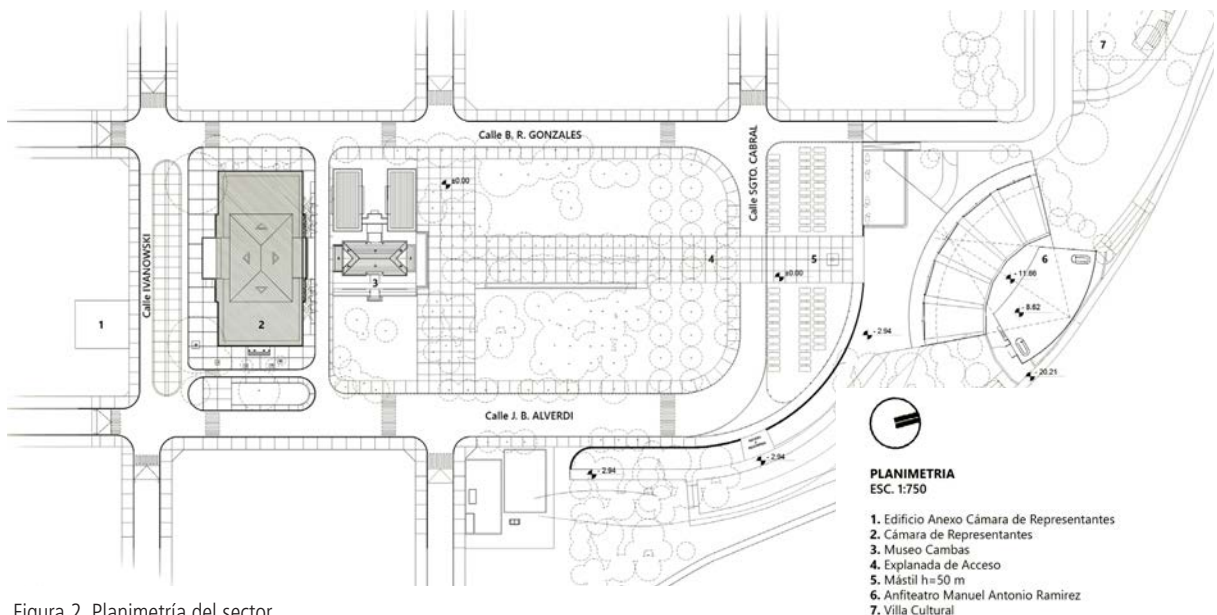 7
Calle B. R. GONZALES
Calle SGTO. CABRAL
±0.00
Calle IVANOWSKI
4
5
6
±0.00
-11.66
3
-8.62
1
2
-2.94
-20.21
Calle J. B. ALVERDI
-2.94
-2.94
PLANIMETRIA
ESC. 1:750
1. Edificio Anexo Cámara de Representantes
2. Cámara de Representantes
3. Museo Cambas
4. Explanada de Acceso
5. Mástil h=50 m
6. Anfiteatro Manuel Antonio Ramirez
7. Villa Cultural
Figura 2. Planimetría del sector